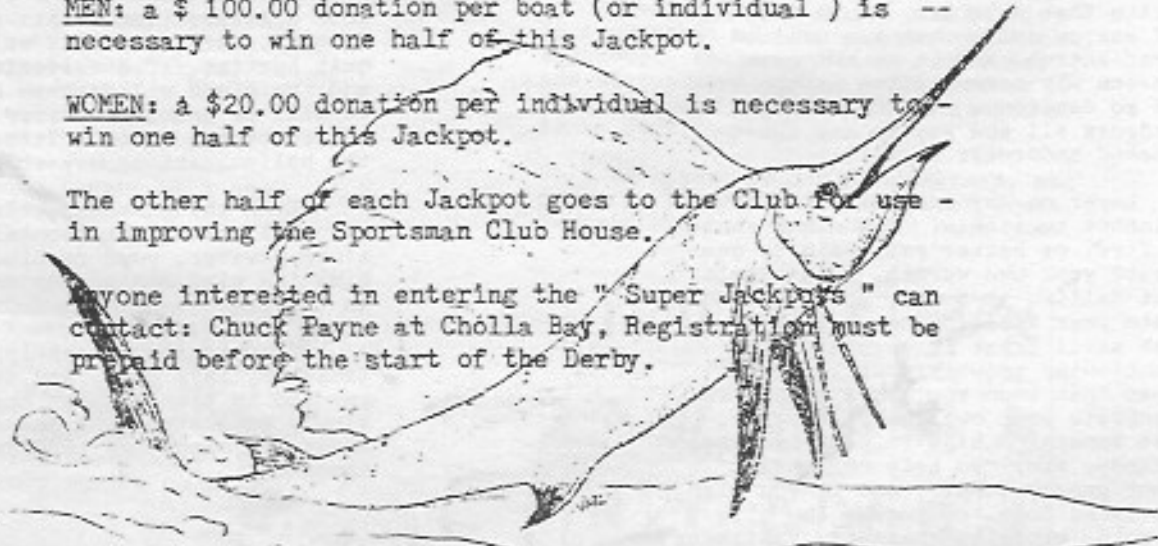 MEN: a $ 100.00 donation per boat (or individual ) is --
necessary to win one half of this Jackpot.
WOMEN: a $20.00 donation per individual is necessary to -
win one half of this Jackpot.
The other half of each Jackpot goes to the Club for use -
in improving the Sportsman Club House.
Anyone interested in entering the " Super Jackpots " can
contact: Chuck Payne at Cholla Bay, Registration must be
prepaid before the start of the Derby.